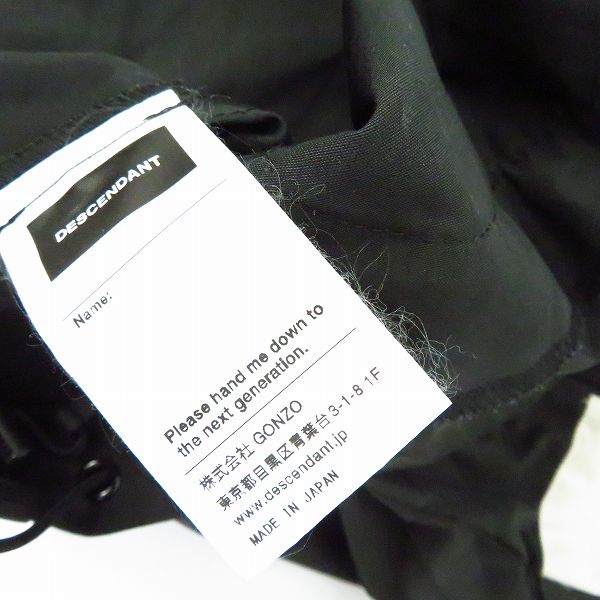 DESCENDANT
Name:
Please hand me down to
the next generation.
株式会社 GONZO
東京都目黒区青葉台3-1-8 1F
www.descendant.jp
MADE IN JAPAN